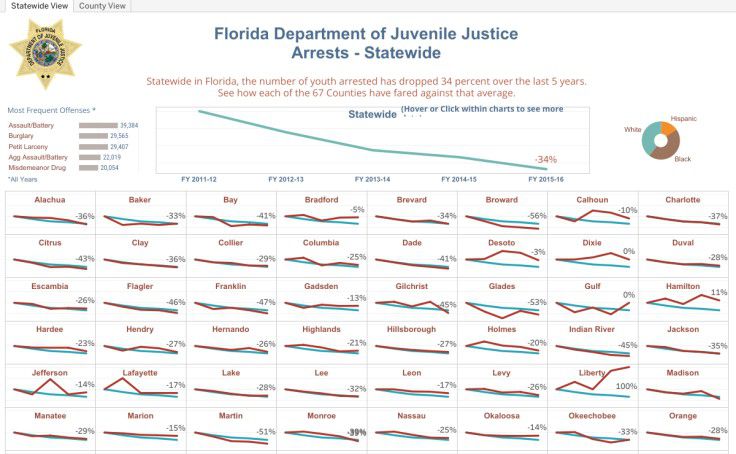 Statewide View County View
FLORIDA
DEPARTMENT OF JUVENILE JUSTICE
Florida Department of Juvenile Justice
Arrests - Statewide
Statewide in Florida, the number of youth arrested has dropped 34 percent over the last 5 years.
See how each of the 67 Counties have fared against that average.
Most Frequent Offenses *
Assault/Battery 39,384
Burglary 29,565
Petit Larceny 29,407
Agg Assault/Battery 22,019
Misdemeanor Drug 20,054
*All Years
Statewide (Hover or Click within charts to see more
-34%
FY 2011-12 FY 2012-13 FY 2013-14 FY 2014-15 FY 2015-16
Hispanic
White
Black
Alachua Baker Bay Bradford Brevard Broward Calhoun Charlotte
-36% -33% -41% -5% -34% -56% -10% -37%
Citrus Clay Collier Columbia Dade Desoto Dixie Duval
-43% -36% -29% -25% -41% -3% 0% -28%
Escambia Flagler Franklin Gadsden Gilchrist Glades Gulf Hamilton
-26% -46% -47% -13% -45% -53% 0% 11%
Hardee Hendry Hernando Highlands Hillsborough Holmes Indian River Jackson
-23% -27% -26% -21% -27% -20% -45% -35%
Jefferson Lafayette Lake Lee Leon Levy Liberty Madison
-14% -17% -28% -32% -17% -26% 100%
Manatee Marion Martin Monroe Nassau Okaloosa Okeechobee Orange
-29% -15% -51% -25% -14% -33% -28%